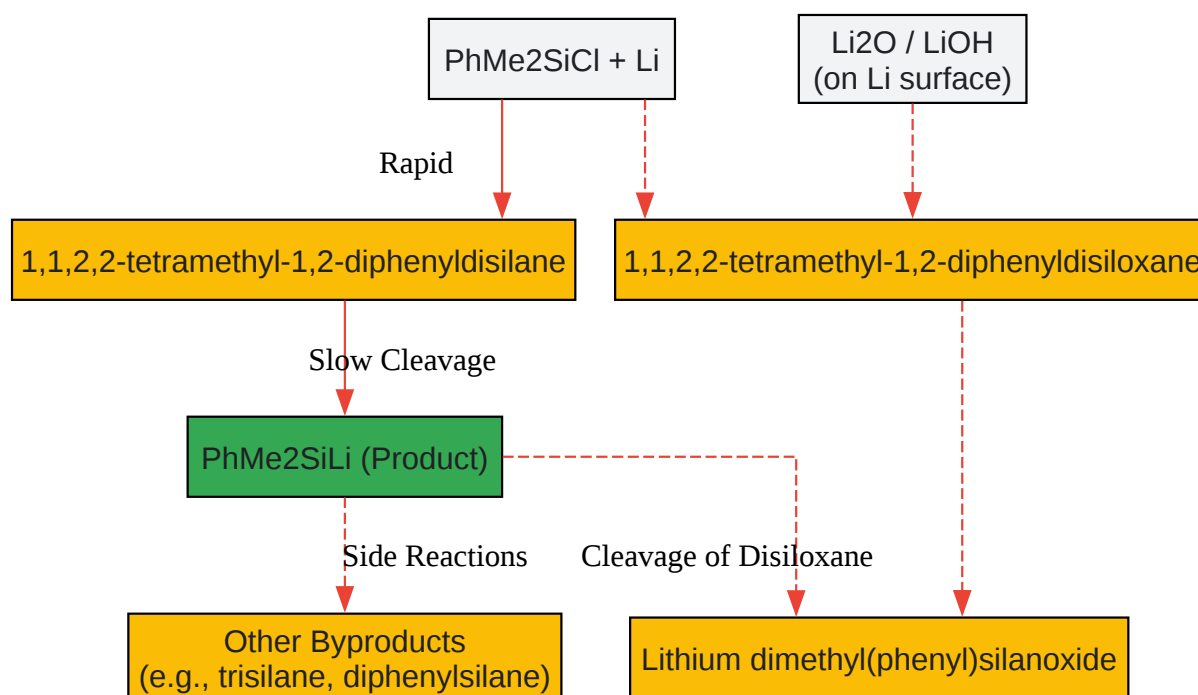 PhMe2SiCl + Li
Li2O / LiOH
(on Li surface)
Rapid
1,1,2,2-tetramethyl-1,2-diphenyldisilane
1,1,2,2-tetramethyl-1,2-diphenyldisiloxane
Slow Cleavage
PhMe2SiLi (Product)
Side Reactions
Cleavage of Disiloxane
Other Byproducts
(e.g., trisilane, diphenylsilane)
Lithium dimethyl(phenyl)silanoxide